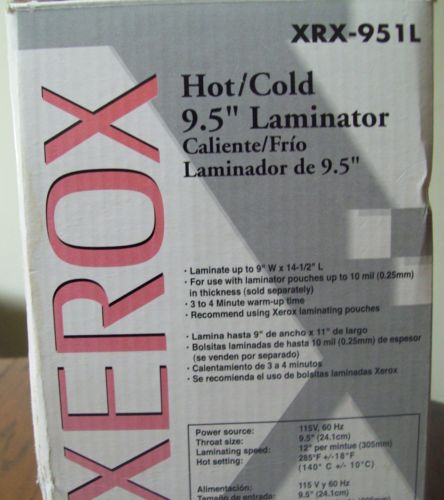 XRX-951L
XEROX
Hot/Cold
9.5" Laminator
Caliente/Frío
Laminador de 9.5"
· Laminate up to 9" W x 14-1/2" L
· For use with laminator pouches up to 10 mil (0.25mm)
in thickness (sold separately)
· 3 to 4 Minute warm-up time
· Recommend using Xerox laminating pouches
· Lamina hasta 9" de ancho x 11" de largo
· Bolsitas laminadas de hasta 10 mil (0.25mm) de espesor
(se venden por separado)
· Calentamiento de 3 a 4 minutos
· Se recomienda el uso de bolsitas laminadas Xerox
Power source: 115V, 60 Hz
Throat size: 9.5" (24.1cm)
Laminating speed: 12" per mintue (305mm)
Hot setting: 285°F +/-18°F
(140° C +/- 10°C)
Alimentación: 115 V y 60 Hz
Tamaño de entrada: 9.5" (24.1cm)